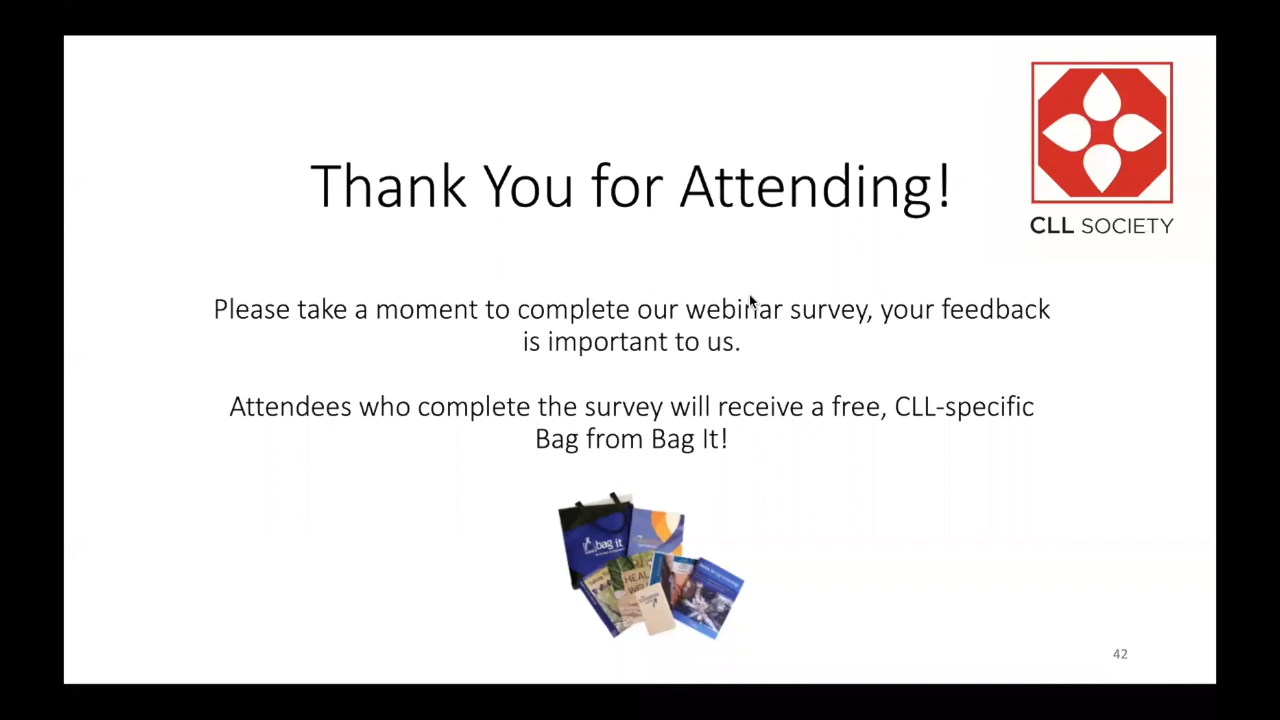 Thank You for Attending!
CLL SOCIETY
Please take a moment to complete our webinar survey, your feedback
is important to us.
Attendees who complete the survey will receive a free, CLL-specific
Bag from Bag It!
bag it
HEAL
42